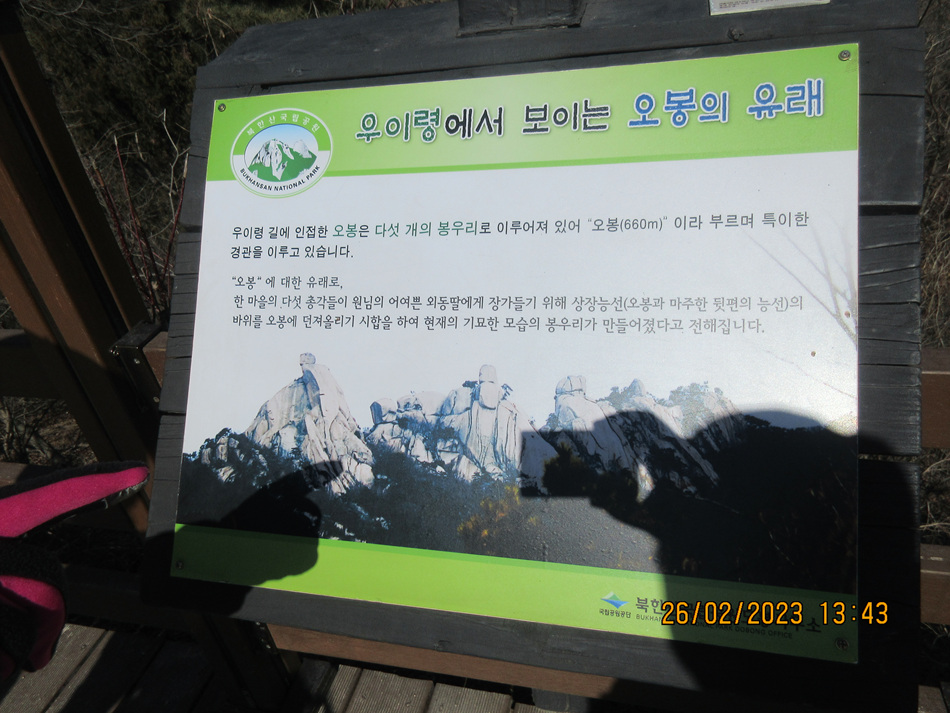 우이령에서 보이는 오봉의 유래
북한산국립공원
BUKHANSAN NATIONAL PARK
우이령 길에 인접한 오봉은 다섯 개의 봉우리로 이루어져 있어 “오봉(660m)” 이라 부르며 특이한
경관을 이루고 있습니다.
“오봉“ 에 대한 유래로,
한 마을의 다섯 총각들이 원님의 어여쁜 외동딸에게 장가들기 위해 상장능선(오봉과 마주한 뒷편의 능선)의
바위를 오봉에 던져올리기 시합을 하여 현재의 기묘한 모습의 봉우리가 만들어졌다고 전해집니다.
국립공원공단
북한
DOBONG OFFICE
26/02/2023 13:43